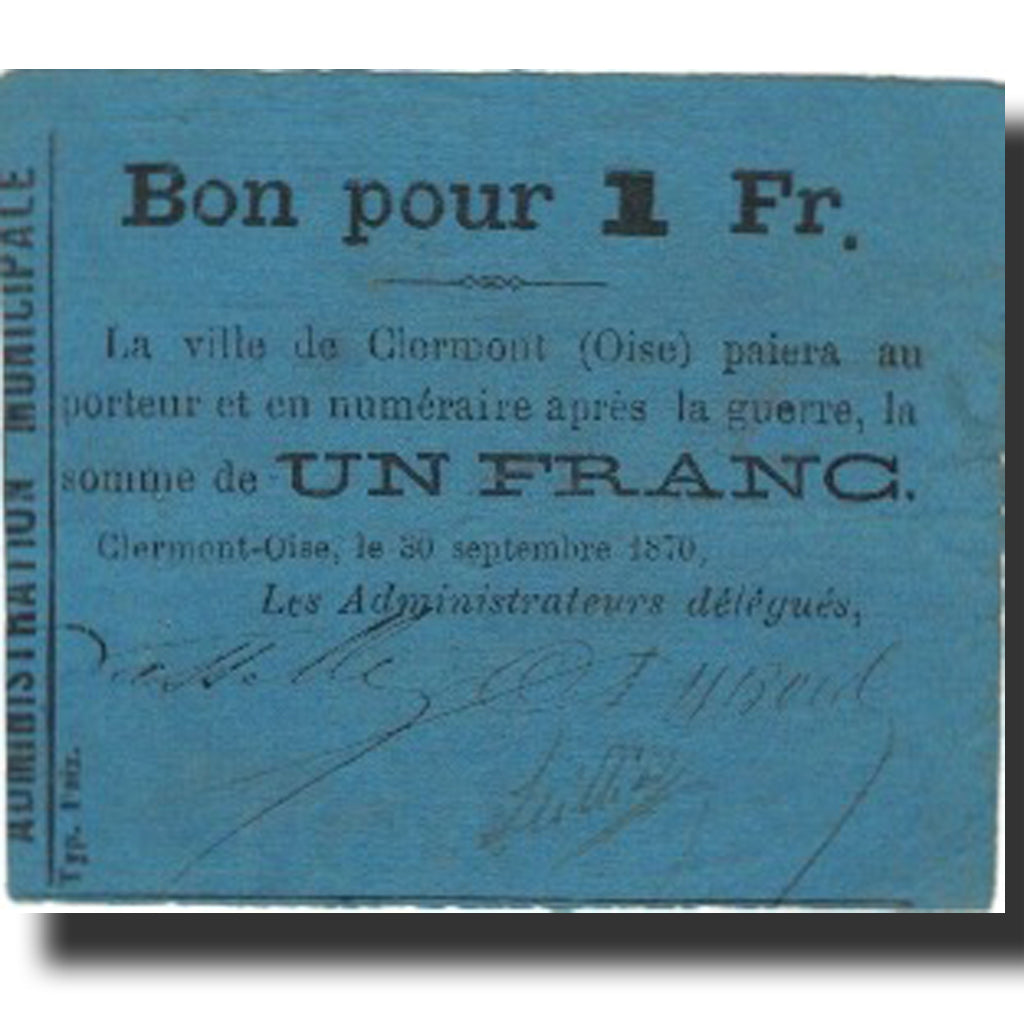 Bon pour 1 Fr.
La ville de Clermont (Oise) paiera au
porteur et en numéraire après la guerre, la
somme de UN FRANC.
Clermont-Oise, le 30 septembre 1870,
Les Administrateurs délégués,
ADMINISTRATION MUNICIPALE
Typ.